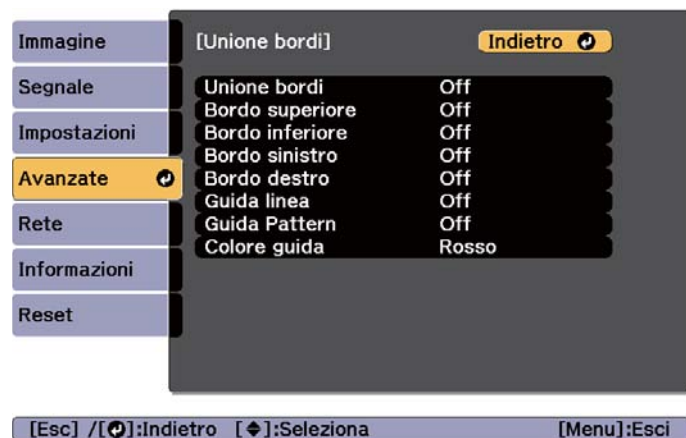 Immagine
Segnale
Impostazioni
Avanzate
Rete
Informazioni
Reset
[Unione bordi] Indietro
Unione bordi Off
Bordo superiore Off
Bordo inferiore Off
Bordo sinistro Off
Bordo destro Off
Guida linea Off
Guida Pattern Off
Colore guida Rosso
[Esc] /[⏎]:Indietro [◆]:Seleziona [Menu]:Esci